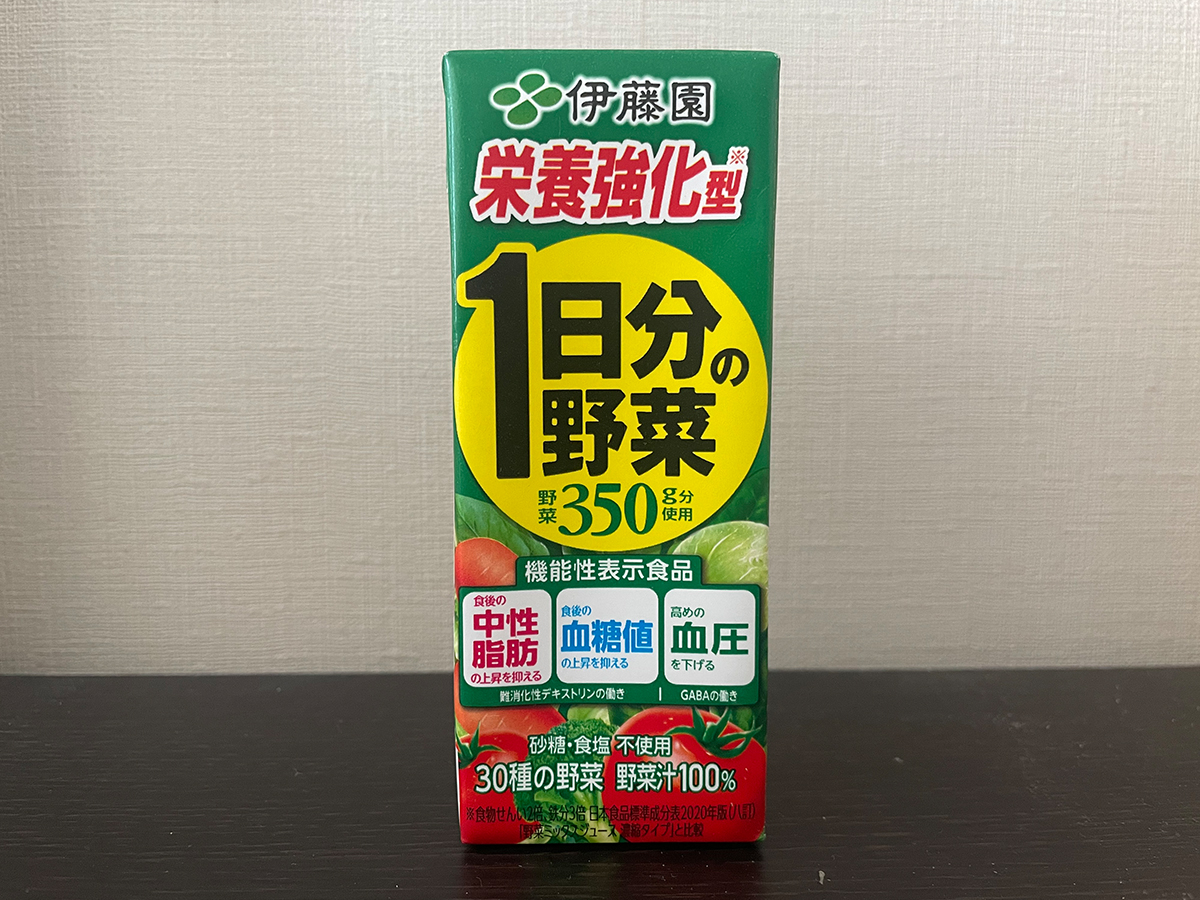 伊藤園
栄養強化型※
1日分の
野菜
野菜350g分使用
機能性表示食品
食後の
中性
脂肪
の上昇を抑える
食後の
血糖値
の上昇を抑える
高めの
血圧
を下げる
難消化性デキストリンの働き
GABAの働き
砂糖・食塩 不使用
30種の野菜 野菜汁100%
※食物せんい2倍、鉄分3倍 日本食品標準成分表2020年版(八訂)
「野菜ミックスジュース 濃縮タイプ」と比較